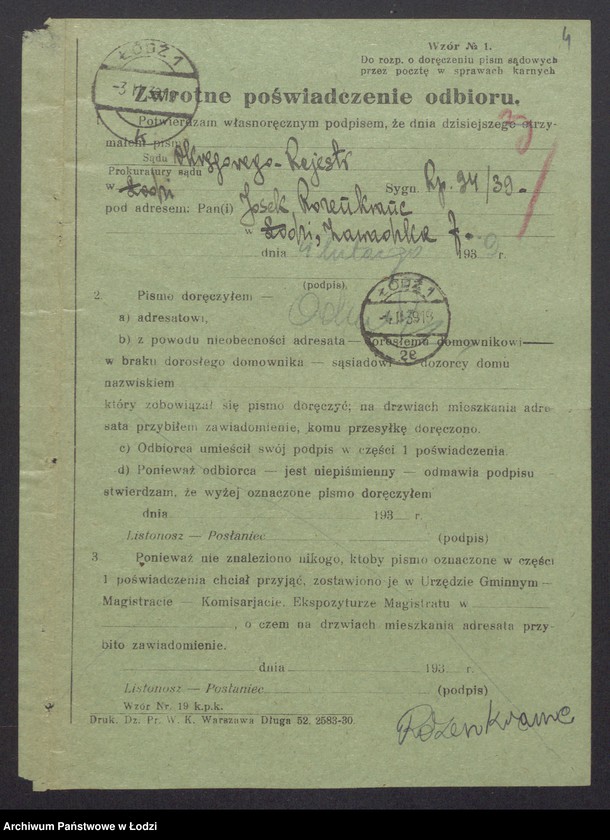 4
Wzór № 1.
Do rozp. o doręczeniu pism sądowych
przez pocztę w sprawach karnych
ŁÓDŹ 1
K
Zwrotne poświadczenie odbioru.
Potwierdzam własnoręcznym podpisem, że dnia dzisiejszego otrzy-
małem pismo
Sądu Okręgowego - Rejestr
Prokuratury sądu
w Łodzi Sygn. Rp. 94/39
pod adresem: Pan(i) Josek Rozenkranc
w Łodzi, Zawadzka 7
dnia 4 lutego 1939 r.
(podpis)
ŁÓDŹ 1
2e
2. Pismo doręczyłem —
a) adresatowi,
b) z powodu nieobecności adresata — dorosłemu domownikowi —
w braku dorosłego domownika — sąsiadowi — dozorcy domu
nazwiskiem
który zobowiązał się pismo doręczyć; na drzwiach mieszkania adre-
sata przybiłem zawiadomienie, komu przesyłkę doręczono.
c) Odbiorca umieścił swój podpis w części 1 poświadczenia.
d) Ponieważ odbiorca — jest niepiśmienny — odmawia podpisu —
stwierdzam, że wyżej oznaczone pismo doręczyłem
dnia 193 r.
Listonosz — Posłaniec (podpis)
3. Ponieważ nie znaleziono nikogo, ktoby pismo oznaczone w części
1 poświadczenia chciał przyjąć, zostawiono je w Urzędzie Gminnym —
Magistracie — Komisarjacie. Ekspozyturze Magistratu w
, o czem na drzwiach mieszkania adresata przy-
bito zawiadomienie.
dnia 193 r.
Listonosz — Posłaniec (podpis)
Wzór Nr. 19 k.p.k.
Druk. Dz. Pr. W. K. Warszawa Długa 52. 2583-30.
Rozenkranc
Archiwum Państwowe w Łodzi